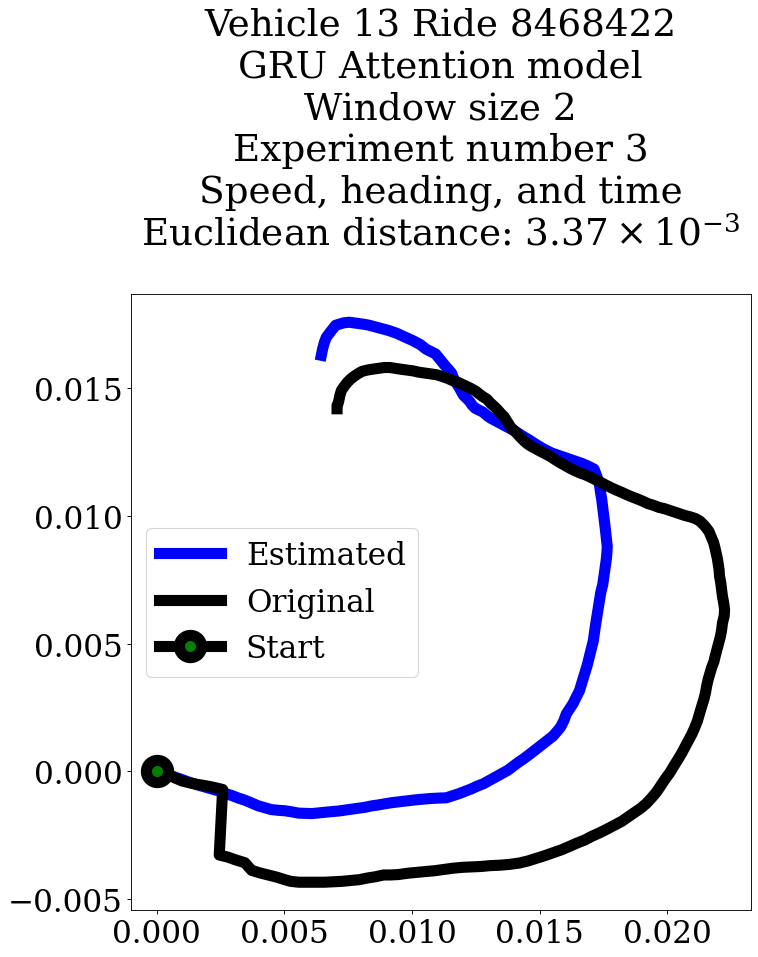 Vehicle 13 Ride 8468422
GRU Attention model
Window size 2
Experiment number 3
Speed, heading, and time
Euclidean distance: 3.37 × 10⁻³
0.015
0.010
0.005
0.000
−0.005
Estimated
Original
Start
0.000 0.005 0.010 0.015 0.020